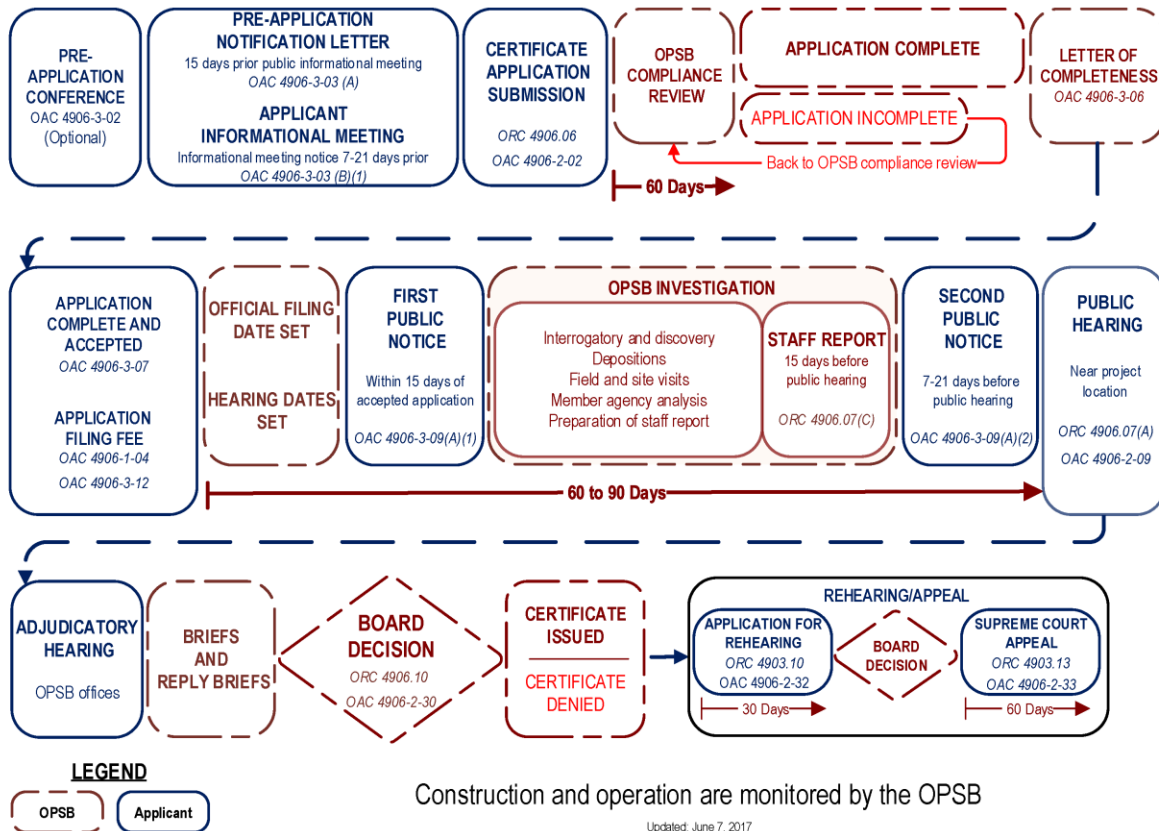 PRE-
APPLICATION
CONFERENCE
OAC 4906-3-02
(Optional)
PRE-APPLICATION
NOTIFICATION LETTER
15 days prior public informational meeting
OAC 4906-3-03 (A)
APPLICANT
INFORMATIONAL MEETING
Informational meeting notice 7-21 days prior
OAC 4906-3-03 (B)(1)
CERTIFICATE
APPLICATION
SUBMISSION
ORC 4906.06
OAC 4906-2-02
OPSB
COMPLIANCE
REVIEW
APPLICATION COMPLETE
APPLICATION INCOMPLETE
Back to OPSB compliance review
60 Days
LETTER OF
COMPLETENESS
OAC 4906-3-06
APPLICATION
COMPLETE AND
ACCEPTED
OAC 4906-3-07
APPLICATION
FILING FEE
OAC 4906-1-04
OAC 4906-3-12
OFFICIAL FILING
DATE SET
HEARING DATES
SET
FIRST
PUBLIC
NOTICE
Within 15 days of
accepted application
OAC 4906-3-09(A)(1)
OPSB INVESTIGATION
Interrogatory and discovery
Depositions
Field and site visits
Member agency analysis
Preparation of staff report
STAFF REPORT
15 days before
public hearing
ORC 4906.07(C)
SECOND
PUBLIC
NOTICE
7-21 days before
public hearing
OAC 4906-3-09(A)(2)
PUBLIC
HEARING
Near project
location
ORC 4906.07(A)
OAC 4906-2-09
60 to 90 Days
ADJUDICATORY
HEARING
OPSB offices
BRIEFS
AND
REPLY BRIEFS
BOARD
DECISION
ORC 4906.10
OAC 4906-2-30
CERTIFICATE
ISSUED
CERTIFICATE
DENIED
REHEARING/APPEAL
APPLICATION FOR
REHEARING
ORC 4903.10
OAC 4906-2-32
30 Days
BOARD
DECISION
SUPREME COURT
APPEAL
ORC 4903.13
OAC 4906-2-33
60 Days
LEGEND
OPSB
Applicant
Construction and operation are monitored by the OPSB
Updated: June 7, 2017